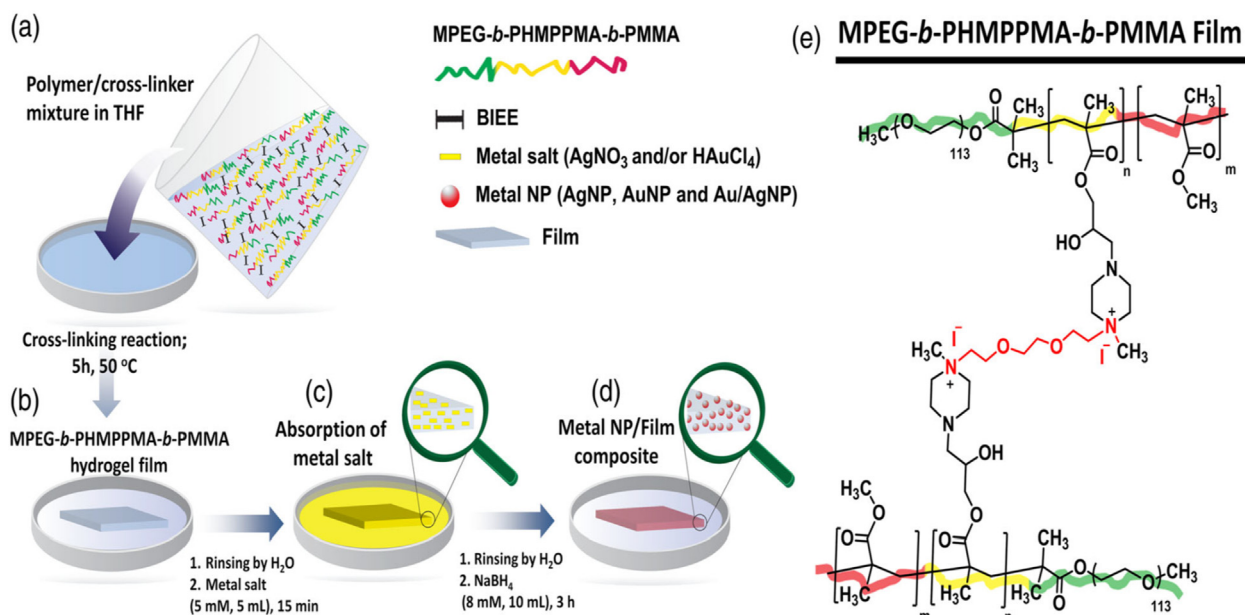 (a)
Polymer/cross-linker
mixture in THF
MPEG-b-PHMPPMA-b-PMMA
BIEE
Metal salt (AgNO₃ and/or HAuCl₄)
Metal NP (AgNP, AuNP and Au/AgNP)
Film
Cross-linking reaction;
5h, 50 °C
(b)
MPEG-b-PHMPPMA-b-PMMA
hydrogel film
1. Rinsing by H₂O
2. Metal salt
(5 mM, 5 mL), 15 min
(c)
Absorption of
metal salt
1. Rinsing by H₂O
2. NaBH₄
(8 mM, 10 mL), 3 h
(d)
Metal NP/Film
composite
(e)
MPEG-b-PHMPPMA-b-PMMA Film
O H₃C CH₃ CH₃ CH₃
H₃C O O 113 CH₃ O n O m
O O
CH₃
HO
N
I⁻ N +
CH₃ O O I⁻ CH₃
N +
N
OH
H₃C
O O O O H₃C CH₃ O
CH₃
H₃C m CH₃ CH₃ O O 113